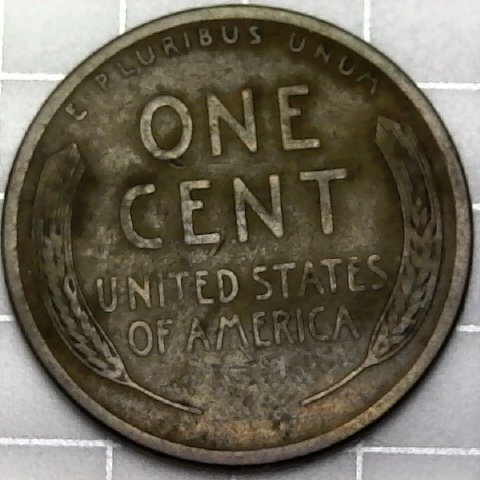 E PLURIBUS UNUM
ONE
CENT
UNITED STATES
OF AMERICA